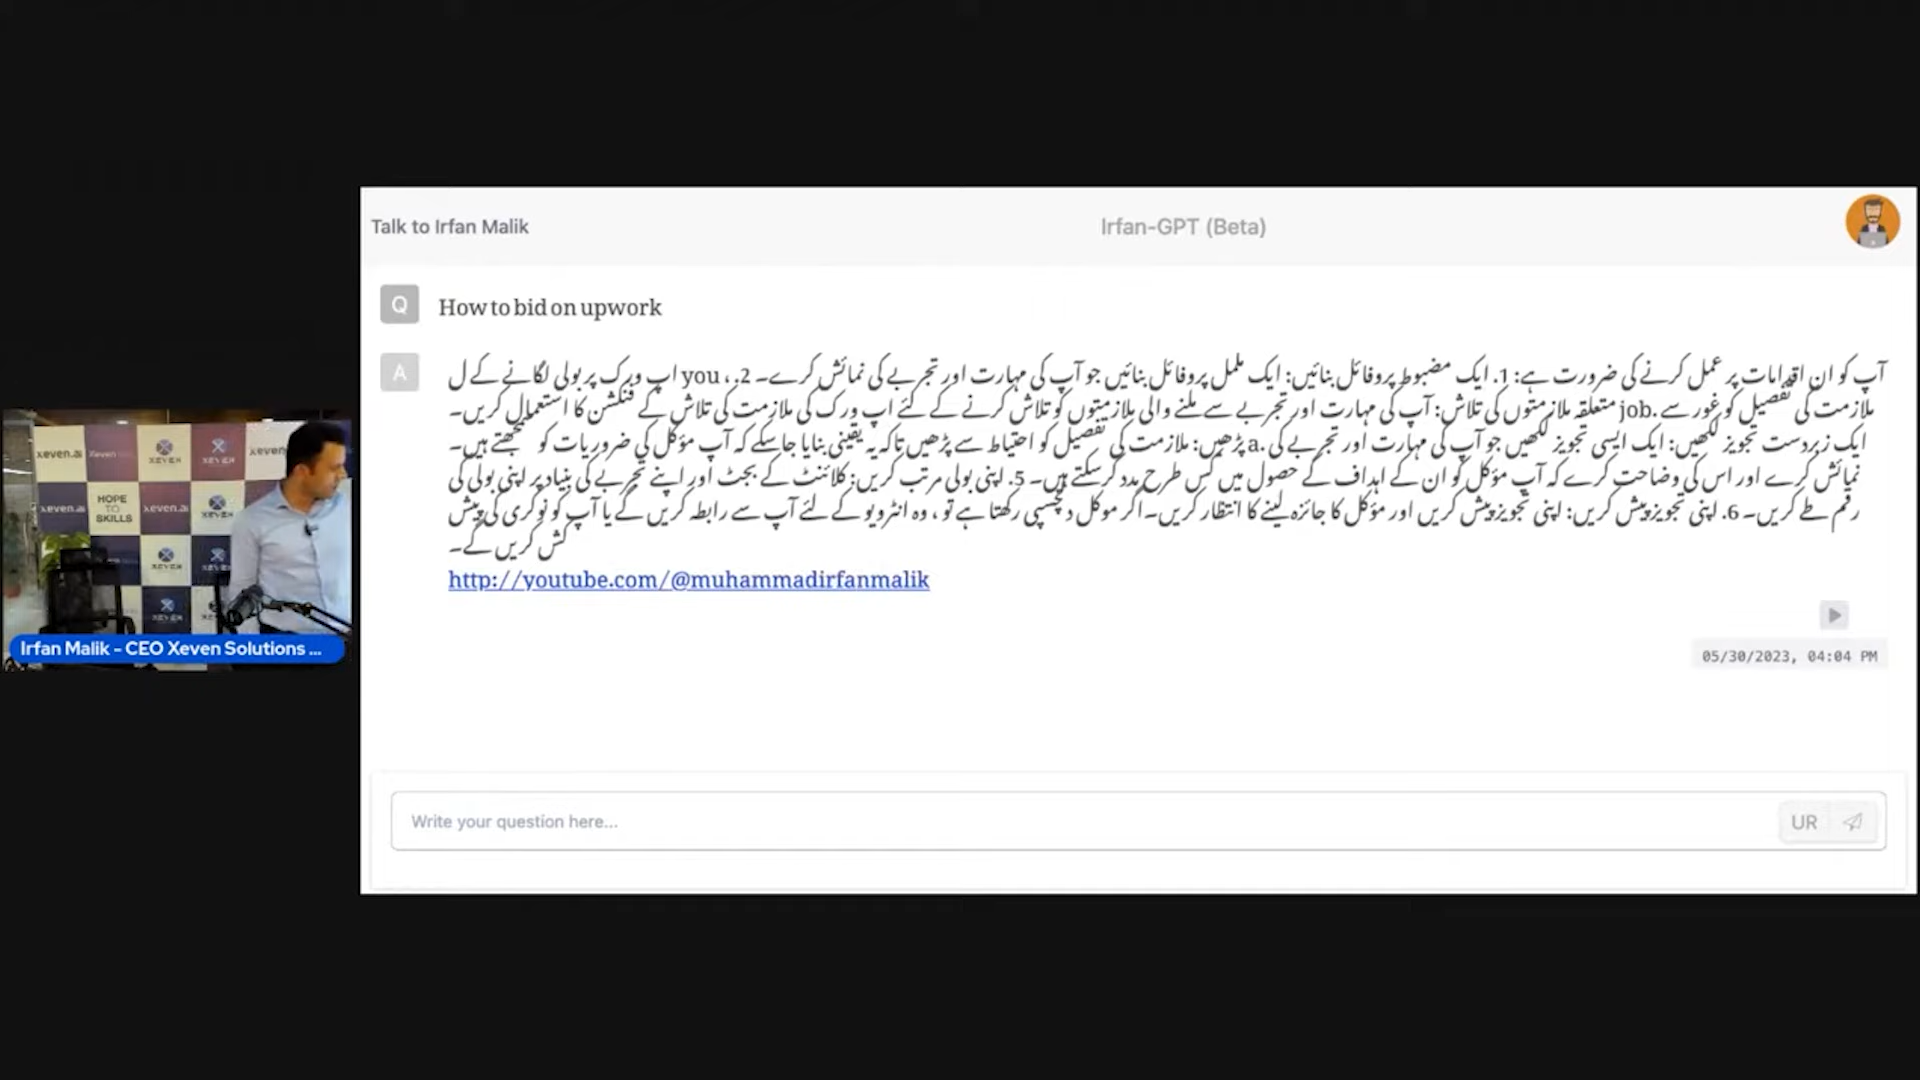 Talk to Irfan Malik
Irfan-GPT (Beta)
Q
How to bid on upwork
A
آپ کو ان اقدامات پر عمل کرنے کی ضرورت ہے: 1. ایک مضبوط پروفائل بنائیں: ایک مکمل پروفائل بنائیں جو آپ کی مہارت اور تجربے کی نمائش کرے۔ 2. ، you اپ ورک پر بولی لگانے کے ل
ملازمت کی تفصیل کو غور سے .job متعلقہ ملازمتوں کی تلاش: آپ کی مہارت اور تجربے سے ملنے والی ملازمتوں کو تلاش کرنے کے لئے اپ ورک کی ملازمت کی تلاش کے فنکشن کا استعمال کریں۔
ایک زبردست تجویز لکھیں: ایک ایسی تجویز لکھیں جو آپ کی مہارت اور تجربے کی .a پڑھیں: ملازمت کی تفصیل کو احتیاط سے پڑھیں تاکہ یہ یقینی بنایا جاسکے کہ آپ مؤکل کی ضروریات کو سمجھتے ہیں۔
نمائش کرے اور اس کی وضاحت کرے کہ آپ مؤکل کو ان کے اہداف کے حصول میں کس طرح مدد کرسکتے ہیں۔ 5. اپنی بولی مرتب کریں: کلائنٹ کے بجٹ اور اپنے تجربے کی بنیاد پر اپنی بولی کی
رقم طے کریں۔ 6. اپنی تجویز پیش کریں: اپنی تجویز پیش کریں اور مؤکل کا جائزہ لینے کا انتظار کریں۔ اگر موکل دلچسپی رکھتا ہے تو ، وہ انٹرویو کے لئے آپ سے رابطہ کریں گے یا آپ کو نوکری کی پیش
کش کریں گے۔
http://youtube.com/@muhammadirfanmalik
05/30/2023, 04:04 PM
Write your question here...
UR
xeven.ai
XEVEN
xeven.ai
HOPE
TO
SKILLS
xeven.ai
XEVEN
XEVEN
XEVEN
Irfan Malik - CEO Xeven Solutions ...